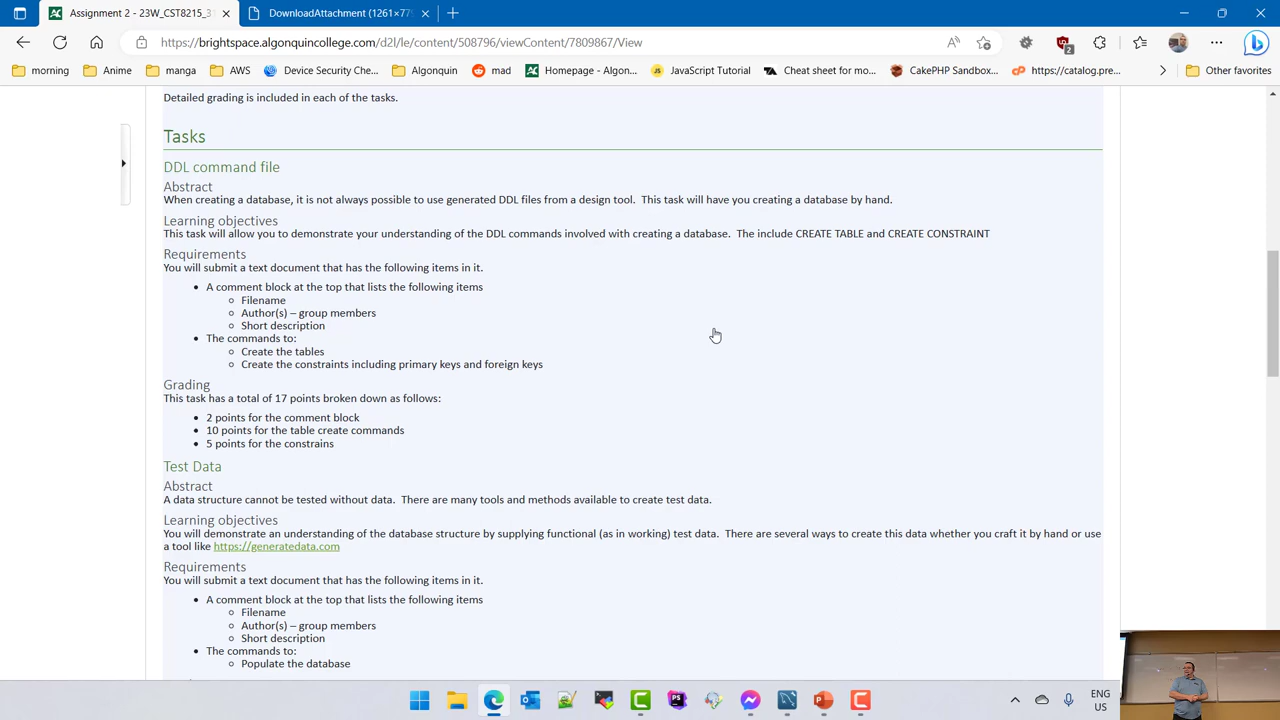 Assignment 2 - 23W_CST8215_3
DownloadAttachment (1261×77
https://brightspace.algonquincollege.com/d2l/le/content/508796/viewContent/7809867/View
2
morning
Anime
manga
AWS
Device Security Che...
Algonquin
mad
Homepage - Algon...
JavaScript Tutorial
Cheat sheet for mo...
CakePHP Sandbox...
https://catalog.pre...
Other favorites
Detailed grading is included in each of the tasks.
Tasks
DDL command file
Abstract
When creating a database, it is not always possible to use generated DDL files from a design tool.  This task will have you creating a database by hand.
Learning objectives
This task will allow you to demonstrate your understanding of the DDL commands involved with creating a database.  The include CREATE TABLE and CREATE CONSTRAINT
Requirements
You will submit a text document that has the following items in it.
A comment block at the top that lists the following items
Filename
Author(s) – group members
Short description
The commands to:
Create the tables
Create the constraints including primary keys and foreign keys
Grading
This task has a total of 17 points broken down as follows:
2 points for the comment block
10 points for the table create commands
5 points for the constrains
Test Data
Abstract
A data structure cannot be tested without data.  There are many tools and methods available to create test data.
Learning objectives
You will demonstrate an understanding of the database structure by supplying functional (as in working) test data.  There are several ways to create this data whether you craft it by hand or use
a tool like https://generatedata.com
Requirements
You will submit a text document that has the following items in it.
A comment block at the top that lists the following items
Filename
Author(s) – group members
Short description
The commands to:
Populate the database
ENG
US